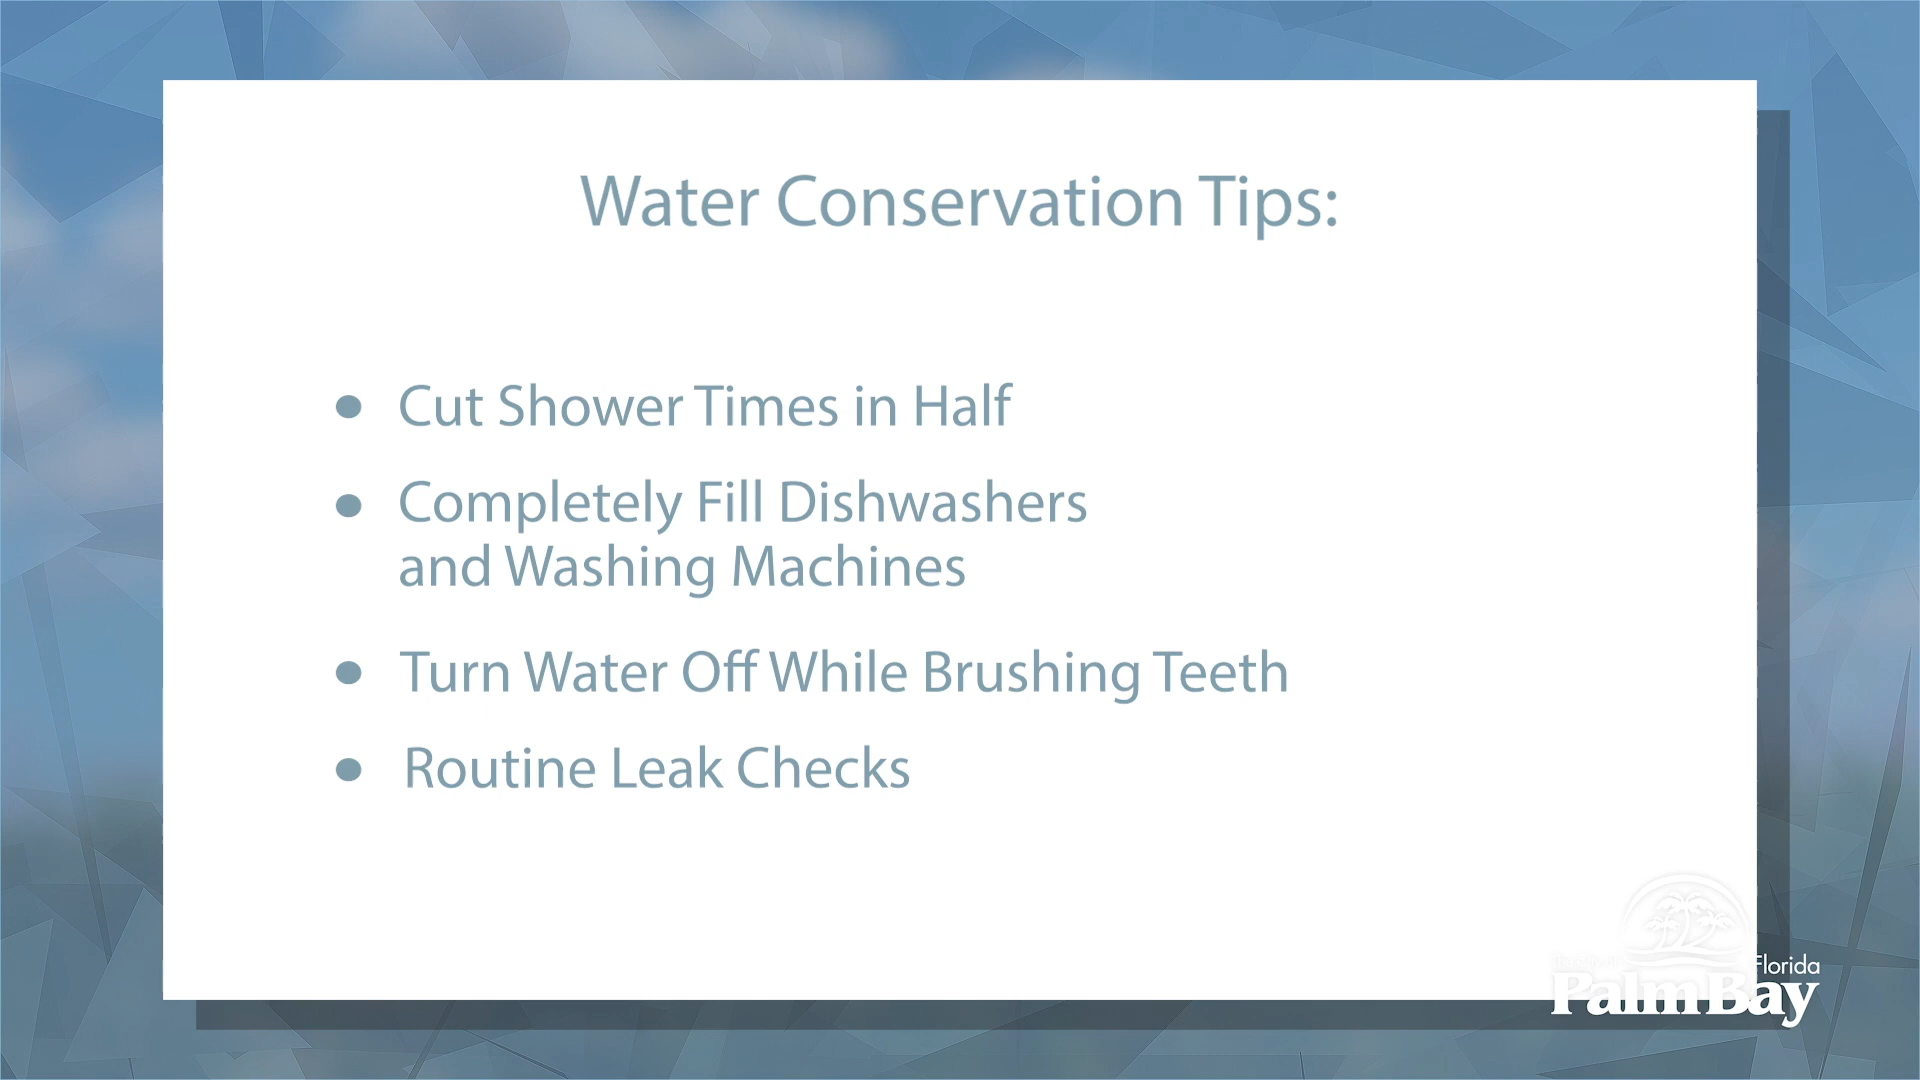 Water Conservation Tips:
● Cut Shower Times in Half
● Completely Fill Dishwashers
and Washing Machines
● Turn Water Off While Brushing Teeth
● Routine Leak Checks
Florida
Palm Bay